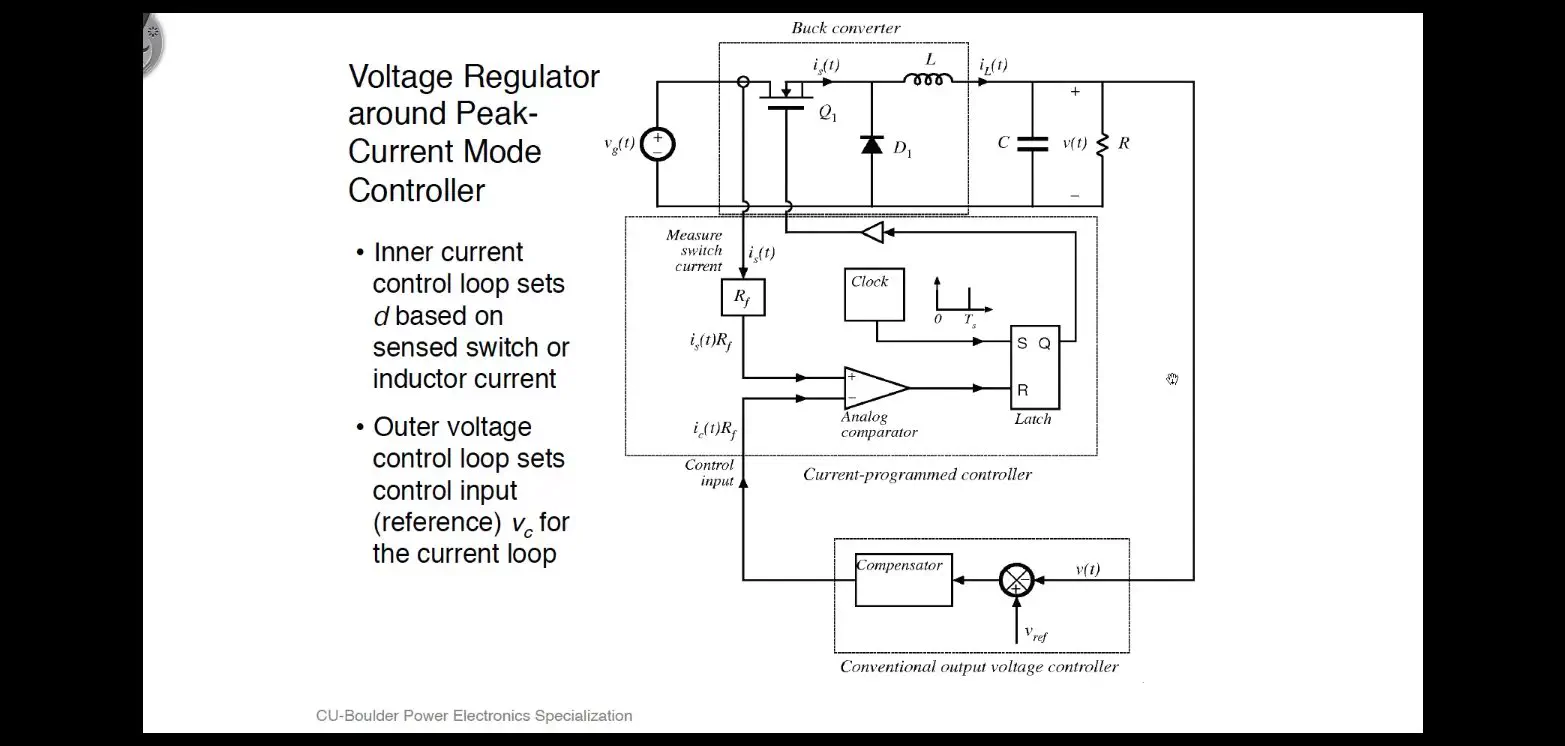 Buck converter
Voltage Regulator
around Peak-
Current Mode
Controller
i_s(t)
L
i_L(t)
Q_1
v_g(t)
+
−
D_1
C
+
v(t)
−
R
• Inner current
control loop sets
d based on
sensed switch or
inductor current
• Outer voltage
control loop sets
control input
(reference) v_c for
the current loop
Measure
switch
current
i_s(t)
R_f
Clock
0 T_s
i_s(t)R_f
S Q
R
Latch
+
−
Analog
comparator
i_c(t)R_f
Control
input
Current-programmed controller
Compensator
−
+
v(t)
v_ref
Conventional output voltage controller
CU-Boulder Power Electronics Specialization